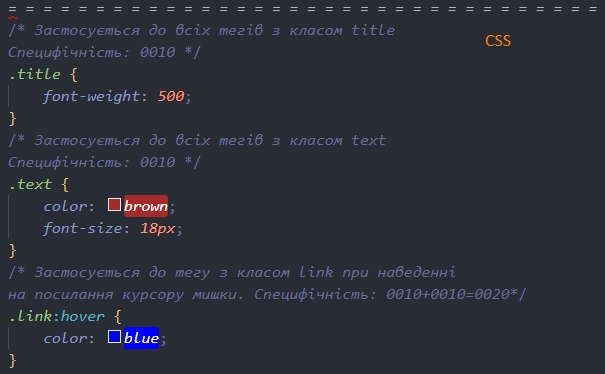 = = = = = = = = = = = = = = = = = = = = = = = = = = = = = = = = = =
/* Застосується до всіх тегів з класом title
CSS
Специфічність: 0010 */
.title {
font-weight: 500;
}
/* Застосується до всіх тегів з класом text
Специфічність: 0010 */
.text {
color: brown;
font-size: 18px;
}
/* Застосується до тегу з класом link при наведенні
на посилання курсору мишки. Специфічність: 0010+0010=0020*/
.link:hover {
color: blue;
}